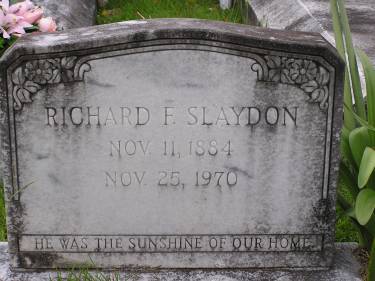 RICHARD F. SLAYDON
NOV. 11, 1884
NOV. 25, 1970
HE WAS THE SUNSHINE OF OUR HOME.